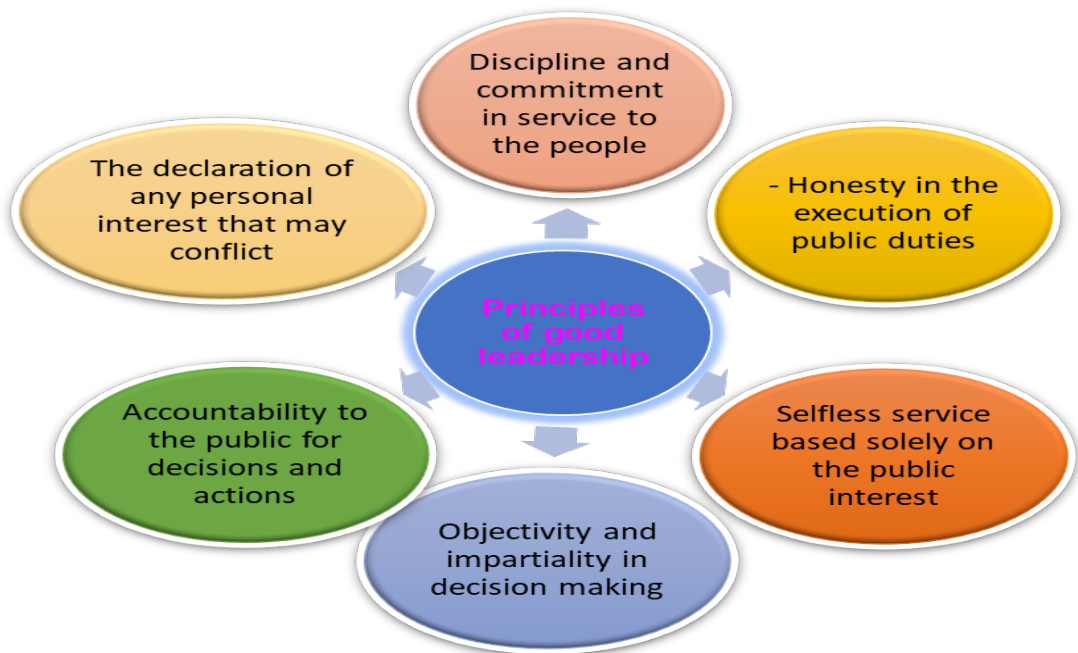 Discipline and
commitment
in service to
the people
The declaration of
any personal
interest that may
conflict
- Honesty in the
execution of
public duties
Principles
of good
leadership
Accountability to
the public for
decisions and
actions
Selfless service
based solely on
the public
interest
Objectivity and
impartiality in
decision making